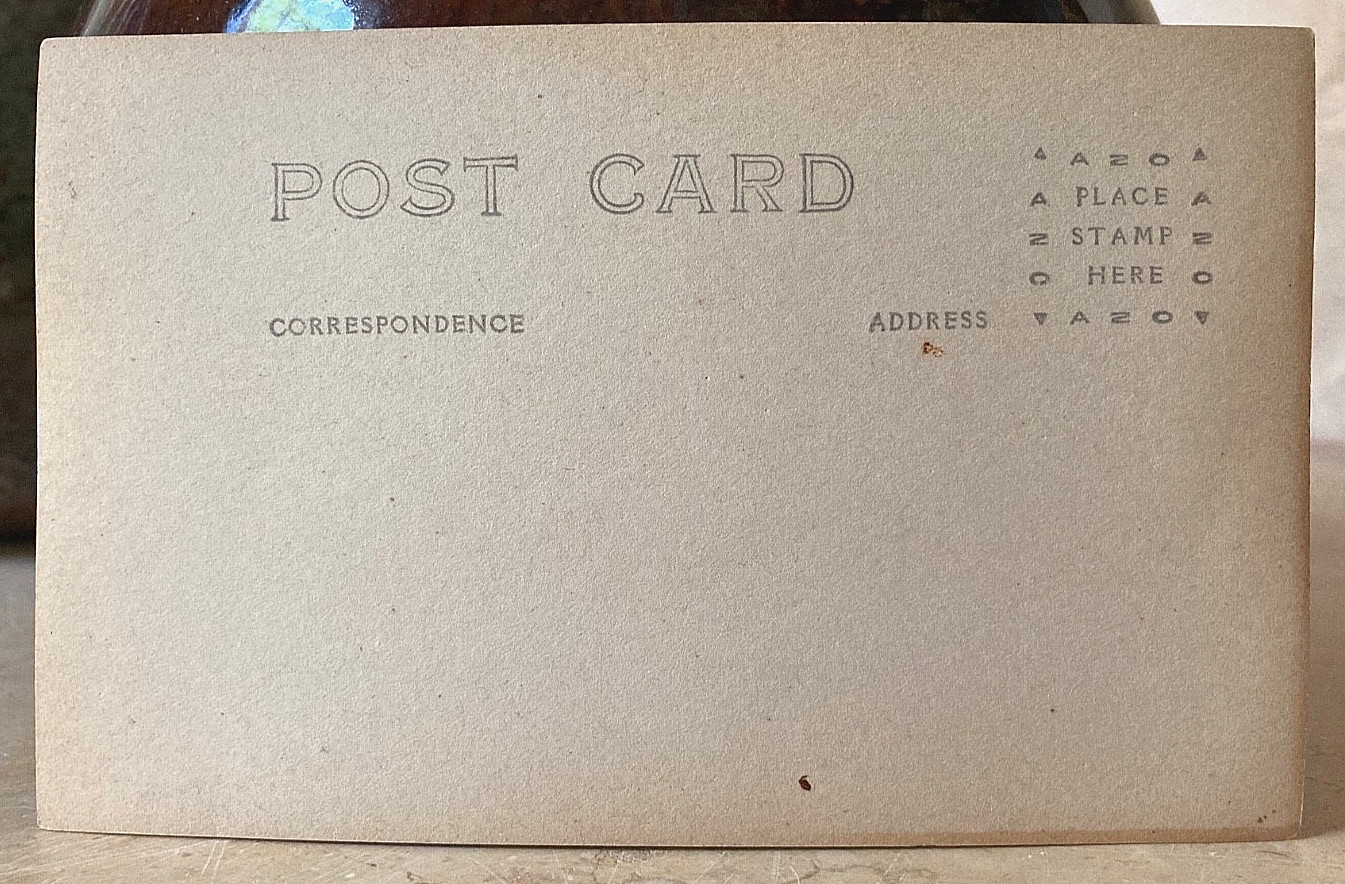 POST CARD
▲ AZO ▲
A PLACE A
Z STAMP Z
O HERE O
▼ AZO ▼
CORRESPONDENCE
ADDRESS